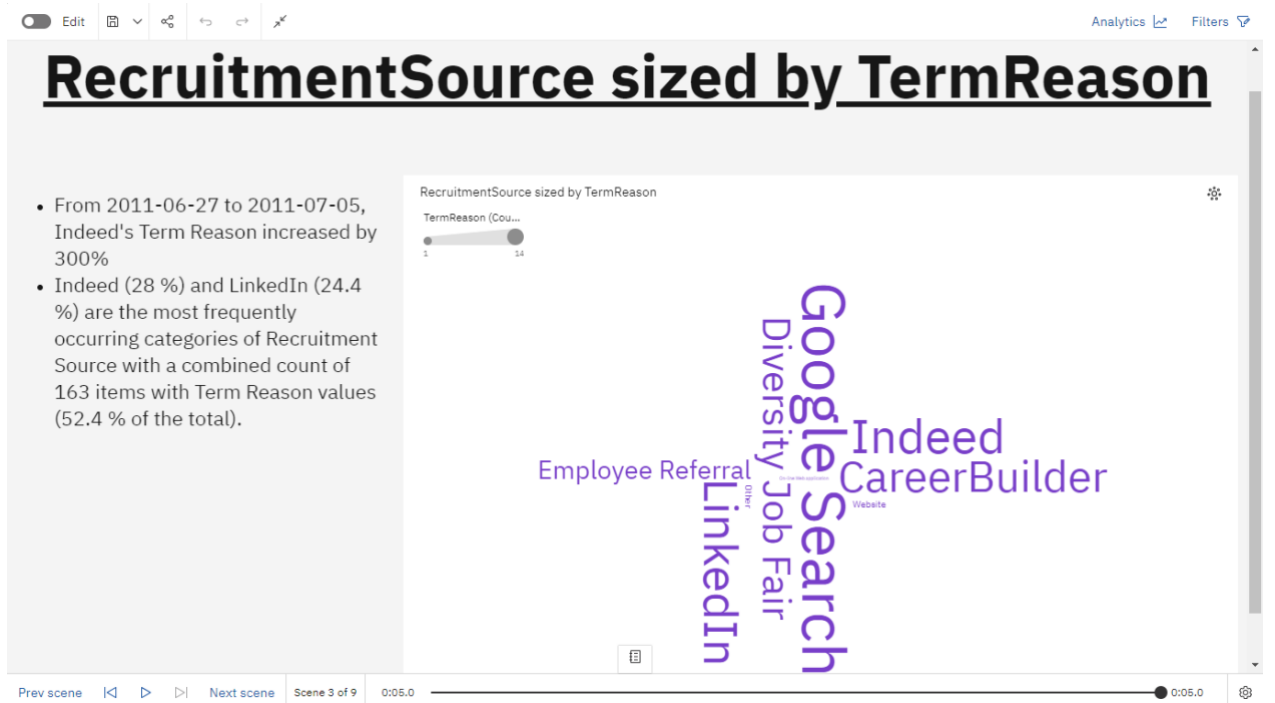 Edit
Analytics
Filters
RecruitmentSource sized by TermReason
• From 2011-06-27 to 2011-07-05,
Indeed's Term Reason increased by
300%
• Indeed (28 %) and LinkedIn (24.4
%) are the most frequently
occurring categories of Recruitment
Source with a combined count of
163 items with Term Reason values
(52.4 % of the total).
RecruitmentSource sized by TermReason
TermReason (Cou...
1
14
Google Search
Diversity Job Fair
Indeed
Employee Referral
CareerBuilder
On-line Web application
Other
Website
LinkedIn
Prev scene
Next scene
Scene 3 of 9
0:05.0
0:05.0